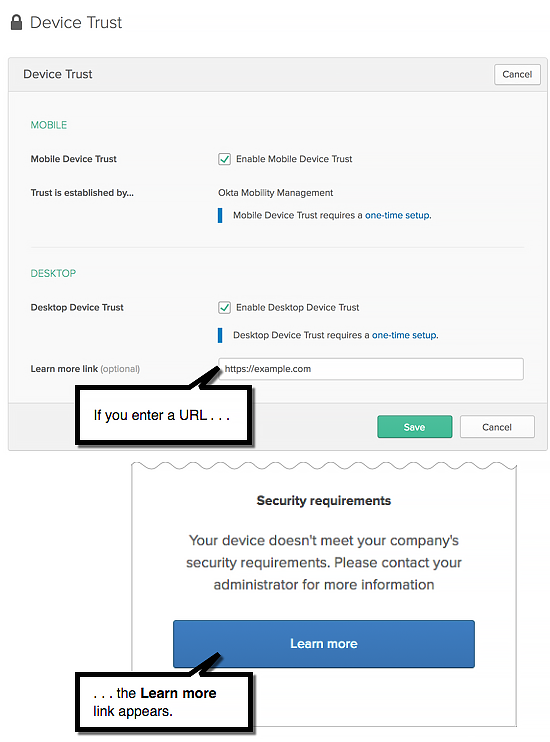 Device Trust
Device Trust
Cancel
MOBILE
Mobile Device Trust
Enable Mobile Device Trust
Trust is established by...
Okta Mobility Management
Mobile Device Trust requires a one-time setup.
DESKTOP
Desktop Device Trust
Enable Desktop Device Trust
Desktop Device Trust requires a one-time setup.
Learn more link (optional)
https://example.com
If you enter a URL . . .
Save
Cancel
Security requirements
Your device doesn't meet your company's
security requirements. Please contact your
administrator for more information
Learn more
. . . the Learn more
link appears.